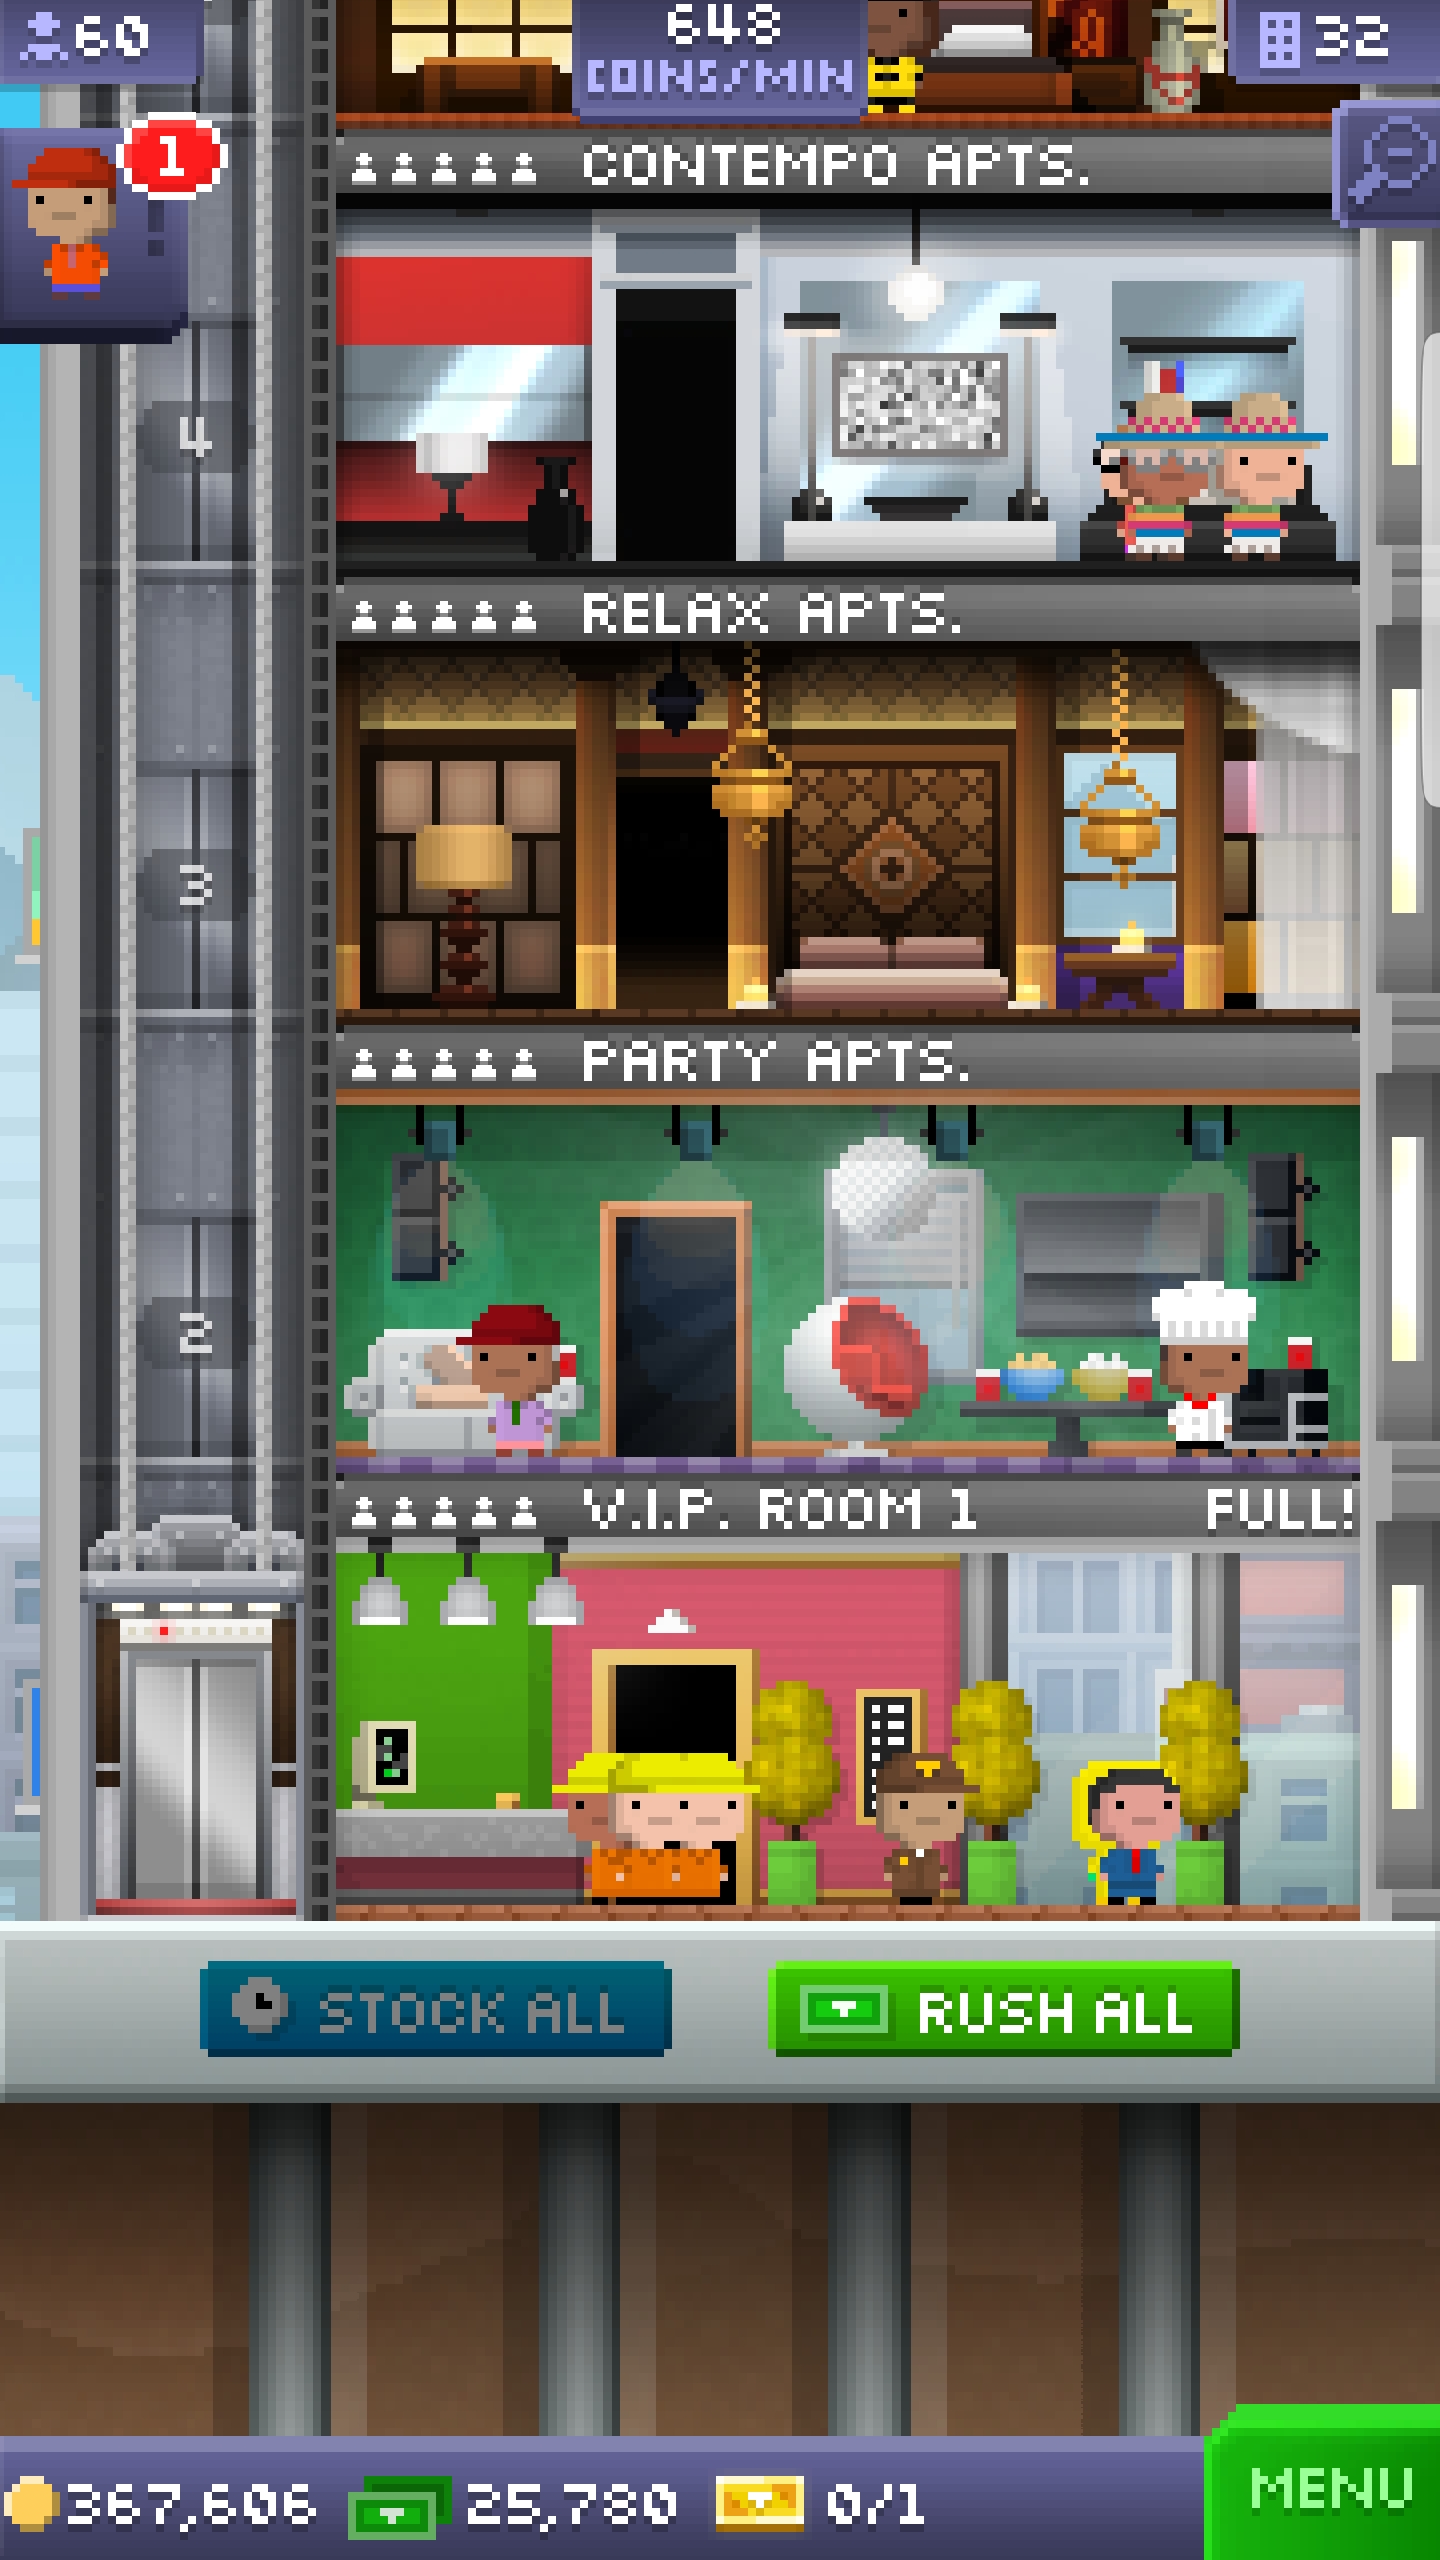 60
648
COINS/MIN
32
1
CONTEMPO APTS.
4
RELAX APTS.
3
PARTY APTS.
2
V.I.P. ROOM 1 FULL!
STOCK ALL
RUSH ALL
367,606
25,780
0/1
MENU